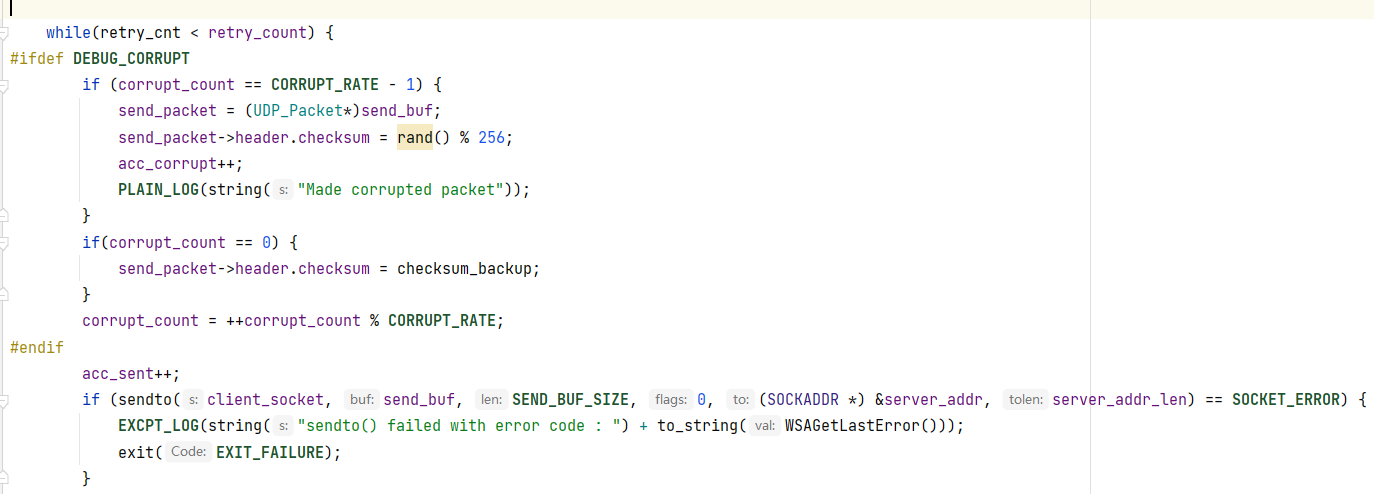 while(retry_cnt < retry_count) {
#ifdef DEBUG_CORRUPT
if (corrupt_count == CORRUPT_RATE - 1) {
send_packet = (UDP_Packet*)send_buf;
send_packet->header.checksum = rand() % 256;
acc_corrupt++;
PLAIN_LOG(string( s: "Made corrupted packet"));
}
if(corrupt_count == 0) {
send_packet->header.checksum = checksum_backup;
}
corrupt_count = ++corrupt_count % CORRUPT_RATE;
#endif
acc_sent++;
if (sendto( s: client_socket, buf: send_buf, len: SEND_BUF_SIZE, flags: 0, to: (SOCKADDR *) &server_addr, tolen: server_addr_len) == SOCKET_ERROR) {
EXCPT_LOG(string( s: "sendto() failed with error code : ") + to_string( val: WSAGetLastError()));
exit( Code: EXIT_FAILURE);
}